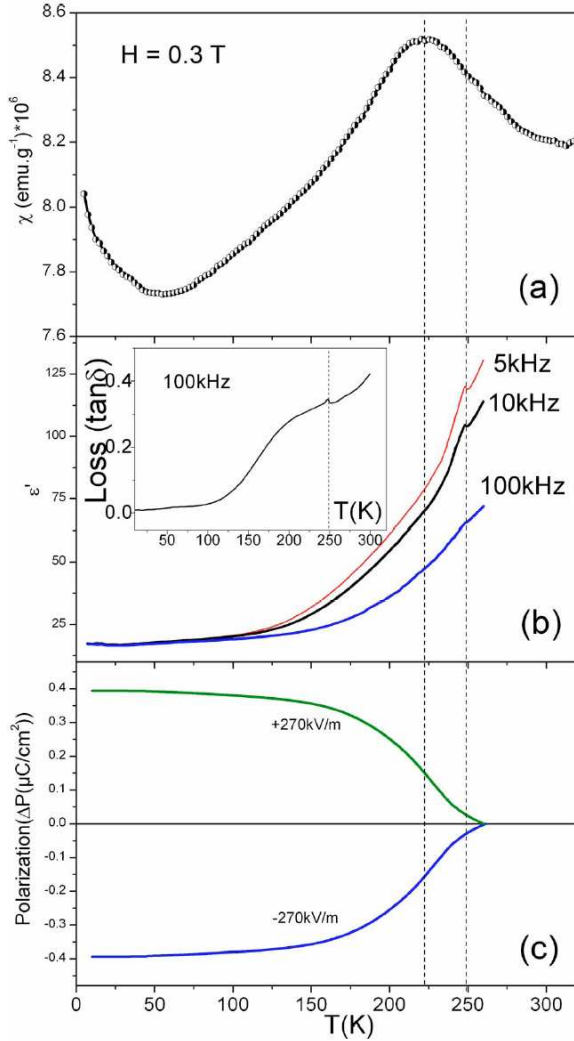 8.6
H = 0.3 T
8.4
8.2
8.0
7.8
7.6
χ (emu.g⁻¹)*10⁶
(a)
125
100
75
50
25
ε'
5kHz
10kHz
100kHz
(b)
100kHz
0.4
0.2
0.0
Loss (tanδ)
T(K)
50 100 150 200 250 300
0.4
0.3
0.2
0.1
0.0
-0.1
-0.2
-0.3
-0.4
Polarization(ΔP(μC/cm²))
+270kV/m
-270kV/m
(c)
0 50 100 150 200 250 300
T(K)